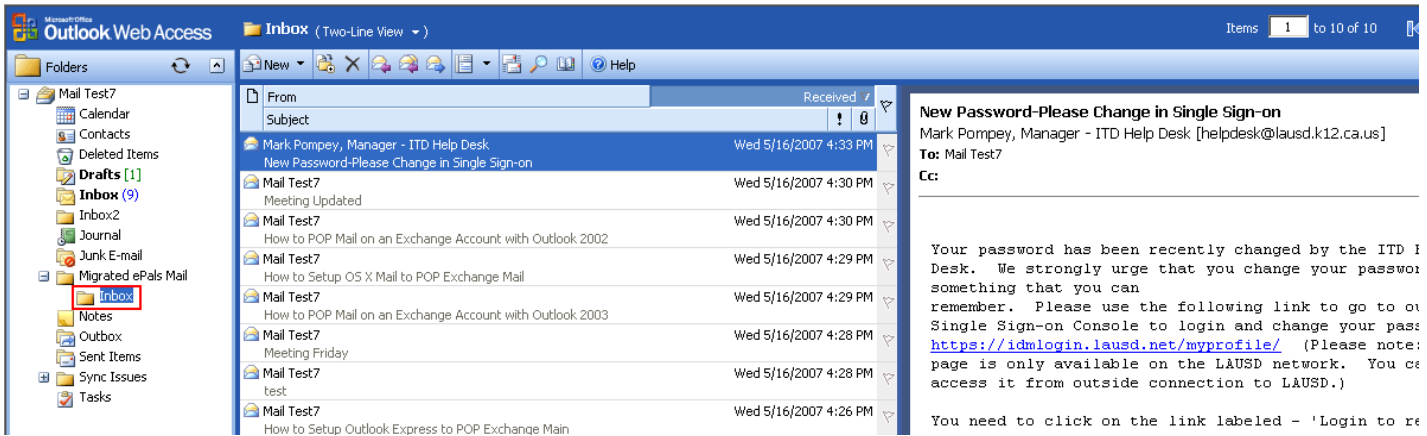 Microsoft Office
Outlook Web Access
Inbox (Two-Line View)
Items 1 to 10 of 10
Folders
New
Help
Mail Test7
Calendar
Contacts
Deleted Items
Drafts [1]
Inbox (9)
Inbox2
Journal
Junk E-mail
Migrated ePals Mail
Inbox
Notes
Outbox
Sent Items
Sync Issues
Tasks
From Received
Subject
Mark Pompey, Manager - ITD Help Desk Wed 5/16/2007 4:33 PM
New Password-Please Change in Single Sign-on
Mail Test7 Wed 5/16/2007 4:30 PM
Meeting Updated
Mail Test7 Wed 5/16/2007 4:30 PM
How to POP Mail on an Exchange Account with Outlook 2002
Mail Test7 Wed 5/16/2007 4:29 PM
How to Setup OS X Mail to POP Exchange Mail
Mail Test7 Wed 5/16/2007 4:29 PM
How to POP Mail on an Exchange Account with Outlook 2003
Mail Test7 Wed 5/16/2007 4:28 PM
Meeting Friday
Mail Test7 Wed 5/16/2007 4:28 PM
test
Mail Test7 Wed 5/16/2007 4:26 PM
How to Setup Outlook Express to POP Exchange Main
New Password-Please Change in Single Sign-on
Mark Pompey, Manager - ITD Help Desk [helpdesk@lausd.k12.ca.us]
To: Mail Test7
Cc:
Your password has been recently changed by the ITD
Desk. We strongly urge that you change your
something that you can
remember. Please use the following link to go to
Single Sign-on Console to login and change your
https://idmlogin.lausd.net/myprofile/ (Please note:
page is only available on the LAUSD network. You
access it from outside connection to LAUSD.)
You need to click on the link labeled - 'Login to